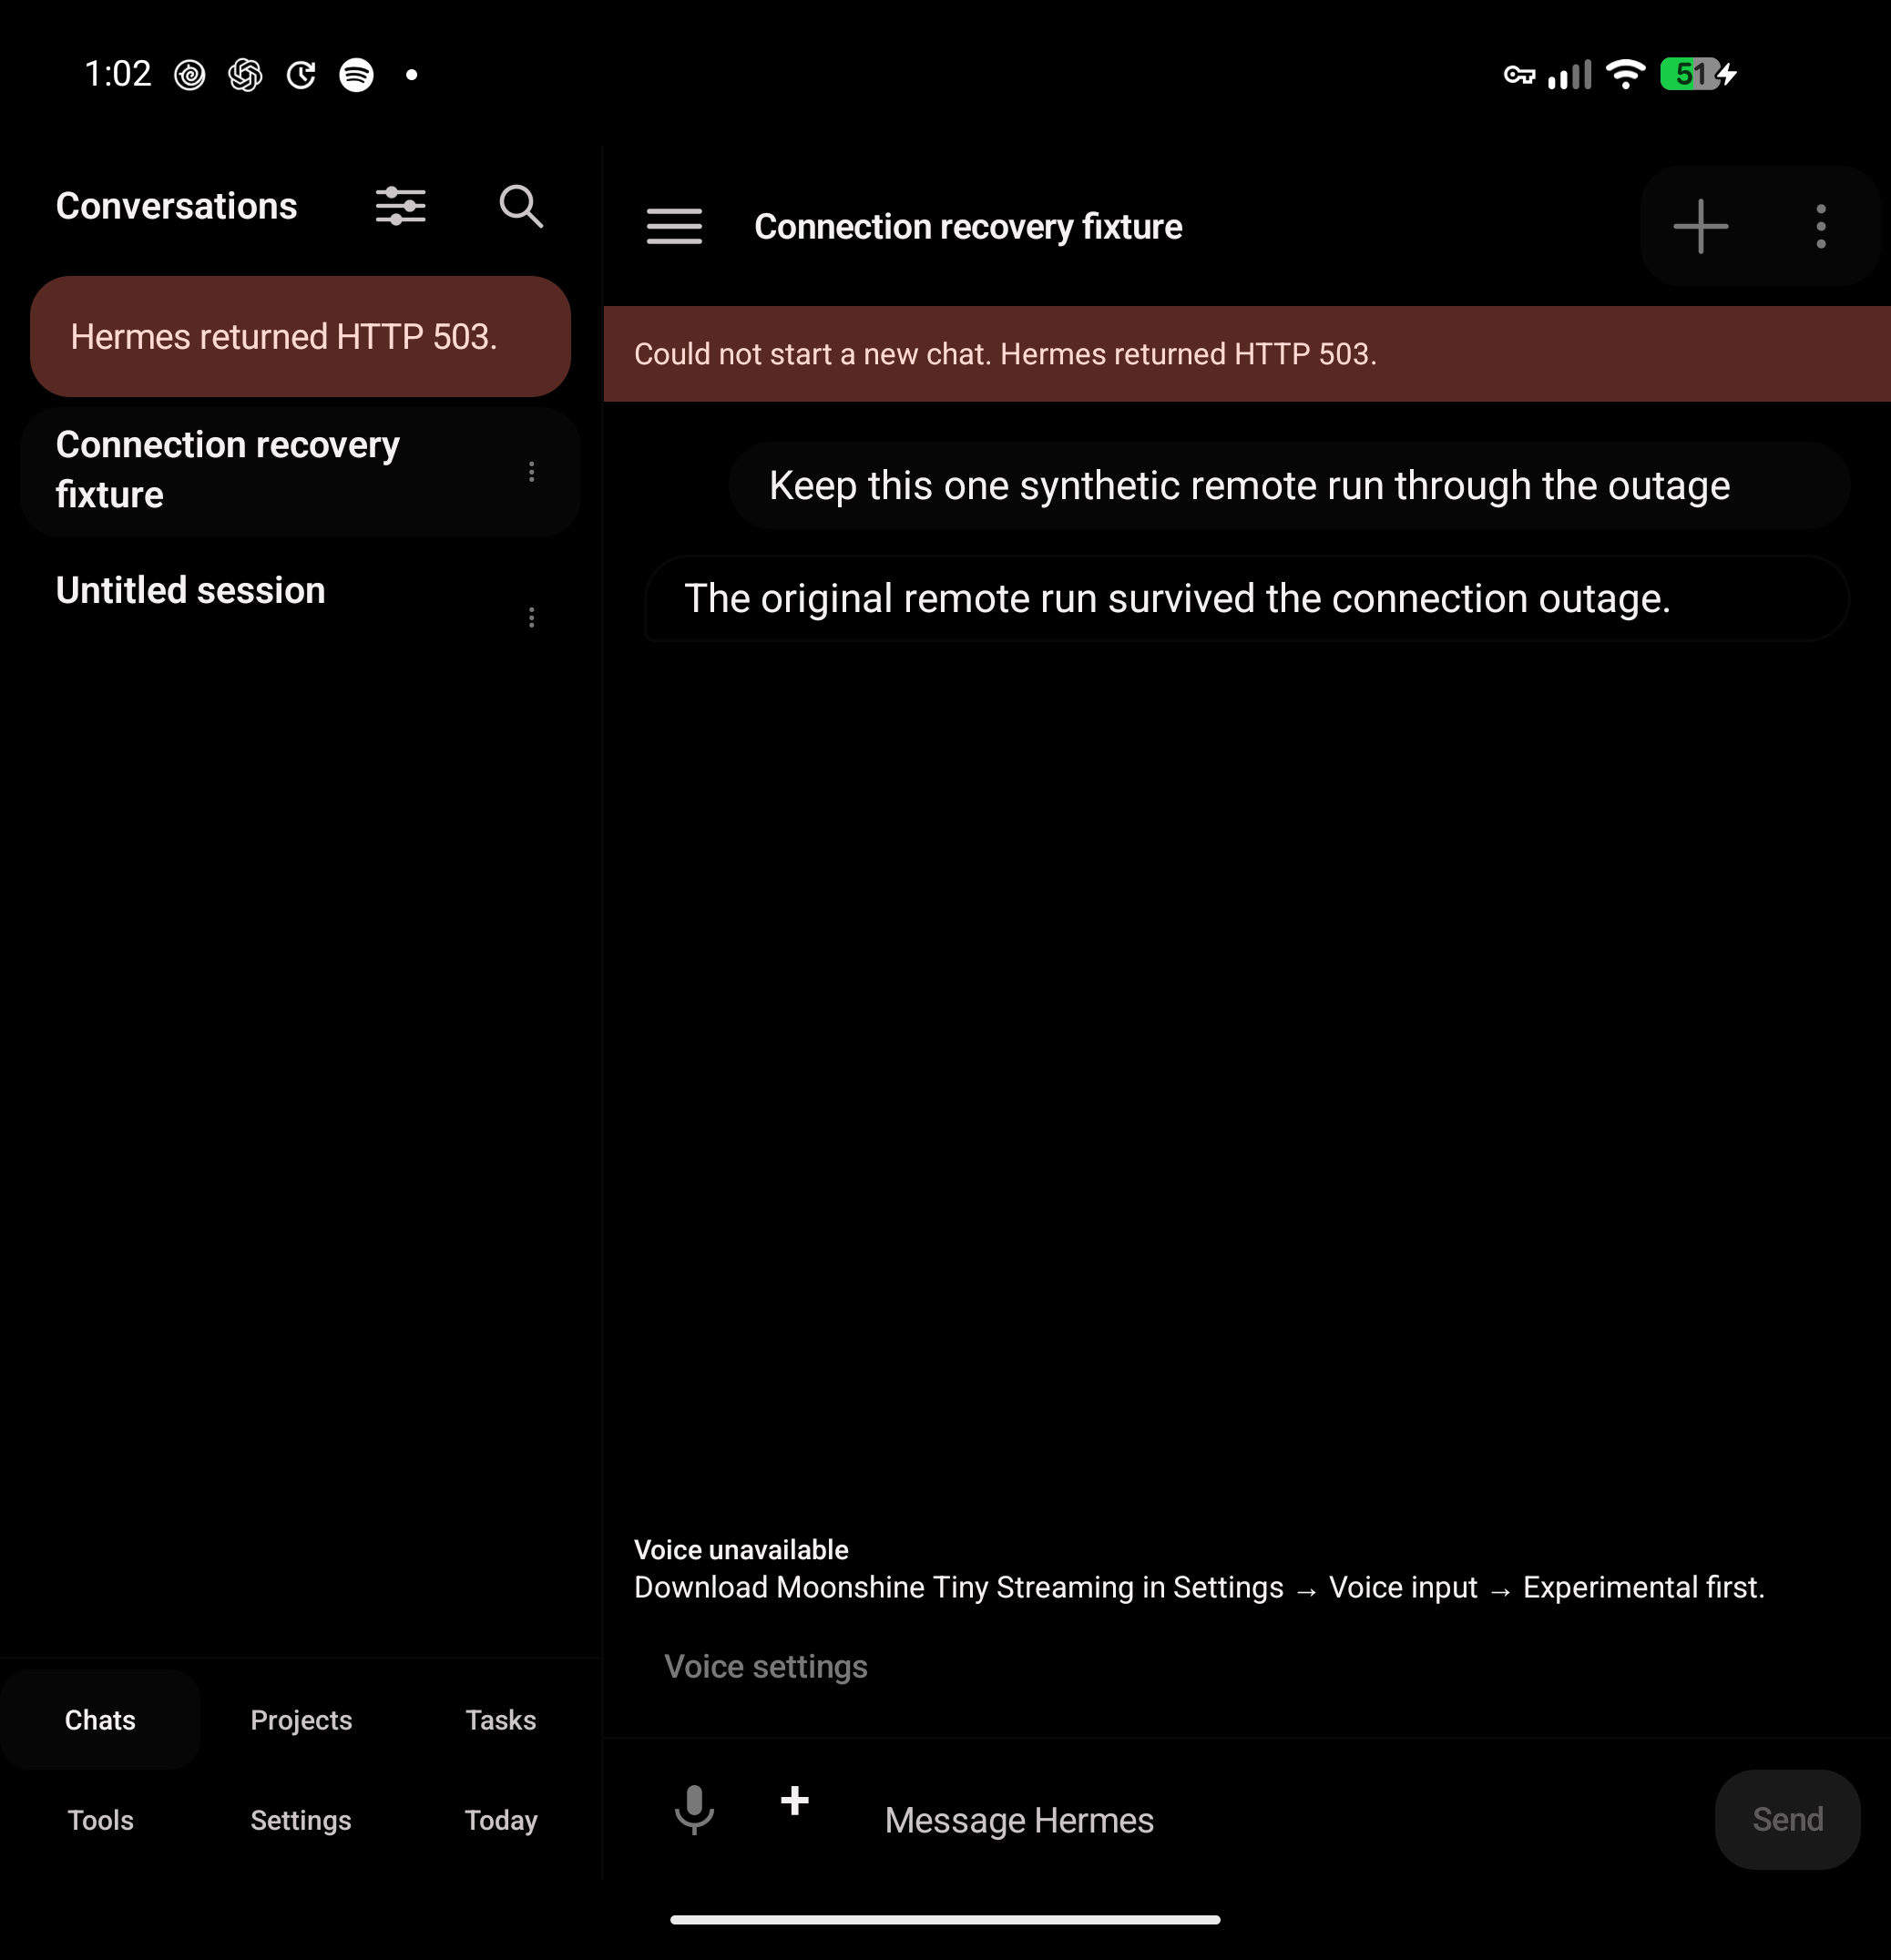 1:02
51
Conversations
Hermes returned HTTP 503.
Connection recovery
fixture
Untitled session
Chats
Projects
Tasks
Tools
Settings
Today
Connection recovery fixture
Could not start a new chat. Hermes returned HTTP 503.
Keep this one synthetic remote run through the outage
The original remote run survived the connection outage.
Voice unavailable
Download Moonshine Tiny Streaming in Settings → Voice input → Experimental first.
Voice settings
Message Hermes
Send